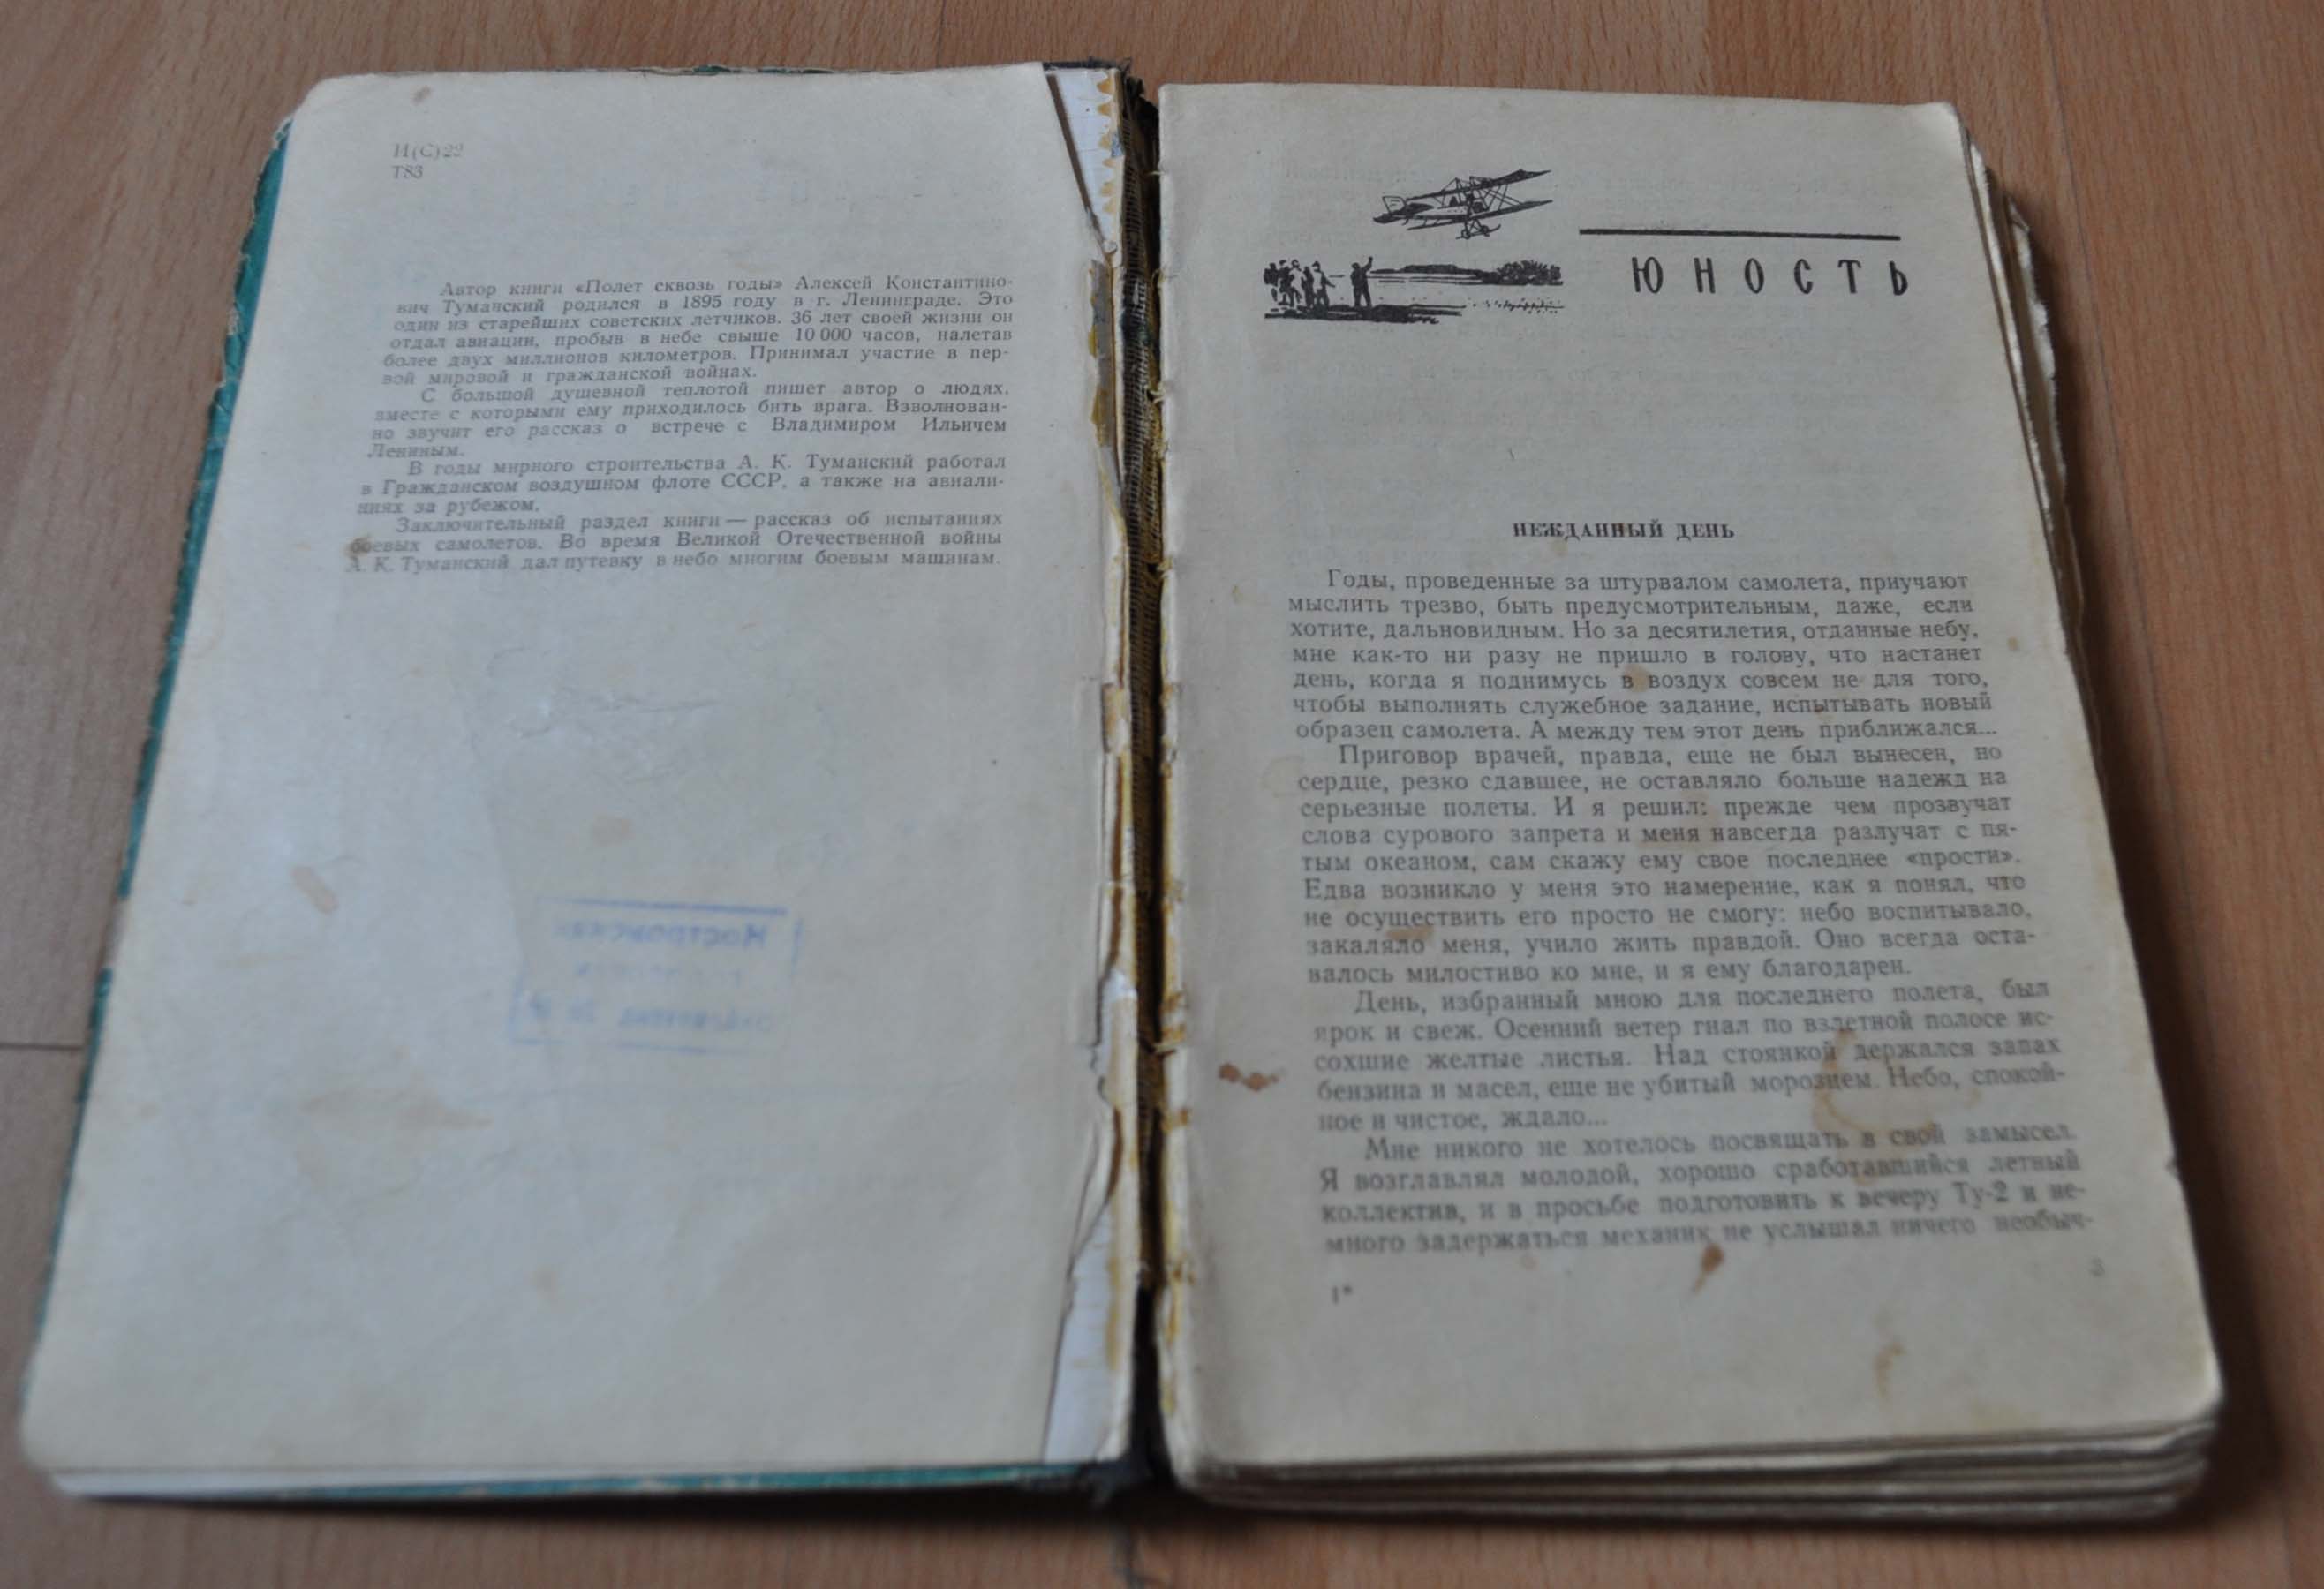 И(С)22
Т83
Автор книги «Полет сквозь годы» Алексей Константино-
вич Туманский родился в 1895 году в г. Ленинграде. Это
один из старейших советских летчиков. 36 лет своей жизни он
отдал авиации, пробыв в небе свыше 10 000 часов, налетав
более двух миллионов километров. Принимал участие в пер-
вой мировой и гражданской войнах.
С большой душевной теплотой пишет автор о людях,
вместе с которыми ему приходилось бить врага. Взволнован-
но звучит его рассказ о встрече с Владимиром Ильичем
Лениным.
В годы мирного строительства А. К. Туманский работал
в Гражданском воздушном флоте СССР, а также на авиали-
ниях за рубежом.
Заключительный раздел книги — рассказ об испытаниях
боевых самолетов. Во время Великой Отечественной войны
А. К. Туманский дал путевку в небо многим боевым машинам.
ЮНОСТЬ
НЕЖДАННЫЙ ДЕНЬ
Годы, проведенные за штурвалом самолета, приучают
мыслить трезво, быть предусмотрительным, даже, если
хотите, дальновидным. Но за десятилетия, отданные небу,
мне как-то ни разу не пришло в голову, что настанет
день, когда я поднимусь в воздух совсем не для того,
чтобы выполнять служебное задание, испытывать новый
образец самолета. А между тем этот день приближался...
Приговор врачей, правда, еще не был вынесен, но
сердце, резко сдавшее, не оставляло больше надежд на
серьезные полеты. И я решил: прежде чем прозвучат
слова сурового запрета и меня навсегда разлучат с пя-
тым океаном, сам скажу ему свое последнее «прости».
Едва возникло у меня это намерение, как я понял, что
не осуществить его просто не смогу: небо воспитывало,
закаляло меня, учило жить правдой. Оно всегда оста-
валось милостиво ко мне, и я ему благодарен.
День, избранный мною для последнего полета, был
ярок и свеж. Осенний ветер гнал по взлетной полосе ис-
сохшие желтые листья. Над стоянкой держался запах
бензина и масел, еще не убитый морозцем. Небо, спокой-
ное и чистое, ждало...
Мне никого не хотелось посвящать в свой замысел.
Я возглавлял молодой, хорошо сработавшийся летный
коллектив, и в просьбе подготовить к вечеру Ту-2 и не-
много задержаться механик не услышал ничего необыч-
1*
3